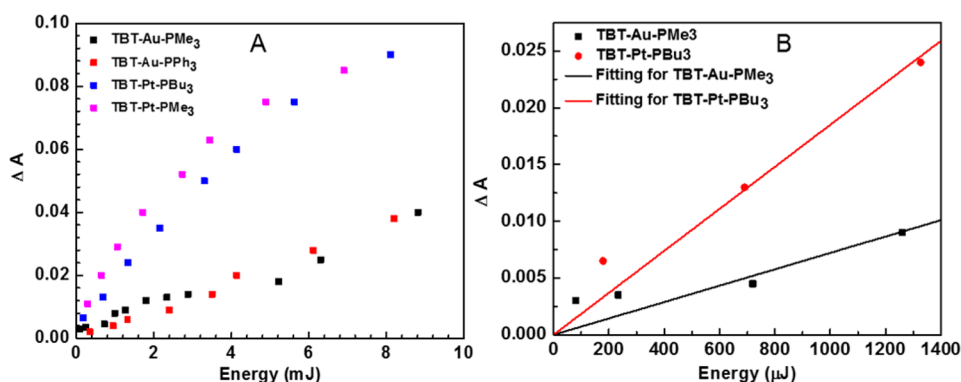 A
TBT-Au-PMe3
TBT-Au-PPh3
TBT-Pt-PBu3
TBT-Pt-PMe3
0.10
0.08
0.06
0.04
0.02
0.00
Δ A
0 2 4 6 8 10
Energy (mJ)
B
TBT-Au-PMe3
TBT-Pt-PBu3
Fitting for TBT-Au-PMe3
Fitting for TBT-Pt-PBu3
0.025
0.020
0.015
0.010
0.005
0.000
Δ A
0 200 400 600 800 1000 1200 1400
Energy (μJ)